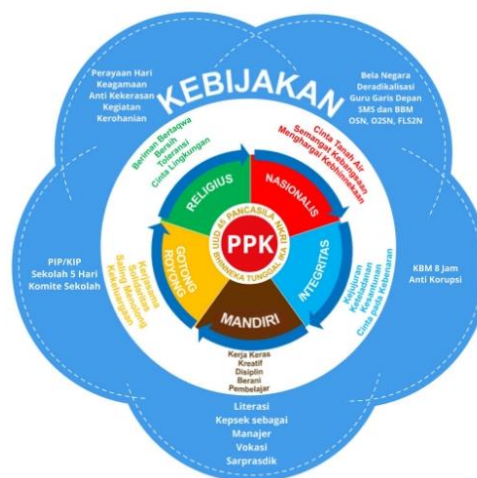 KEBIJAKAN
Perayaan Hari
Keagamaan
Anti Kekerasan
Kegiatan
Kerohanian
Bela Negara
Deradikalisasi
Guru Garis Depan
SMS dan BBM
OSN, O2SN, FLS2N
Beriman Bertaqwa
Bersih
Toleransi
Cinta Lingkungan
Cinta Tanah Air
Semangat Kebangsaan
Menghargai Kebhinnekaan
RELIGIUS
NASIONALIS
UUD 45 PANCASILA NKRI
PPK
BHINNEKA TUNGGAL IKA
GOTONG
ROYONG
INTEGRITAS
MANDIRI
PIP/KIP
Sekolah 5 Hari
Komite Sekolah
Kerjasama
Solidaritas
Saling Menolong
Kekeluargaan
Kejujuran
Keteladanan
Kesantunan
Cinta pada Kebenaran
KBM 8 Jam
Anti Korupsi
Kerja Keras
Kreatif
Disiplin
Berani
Pembelajar
Literasi
Kepsek sebagai
Manajer
Vokasi
Sarprasdik